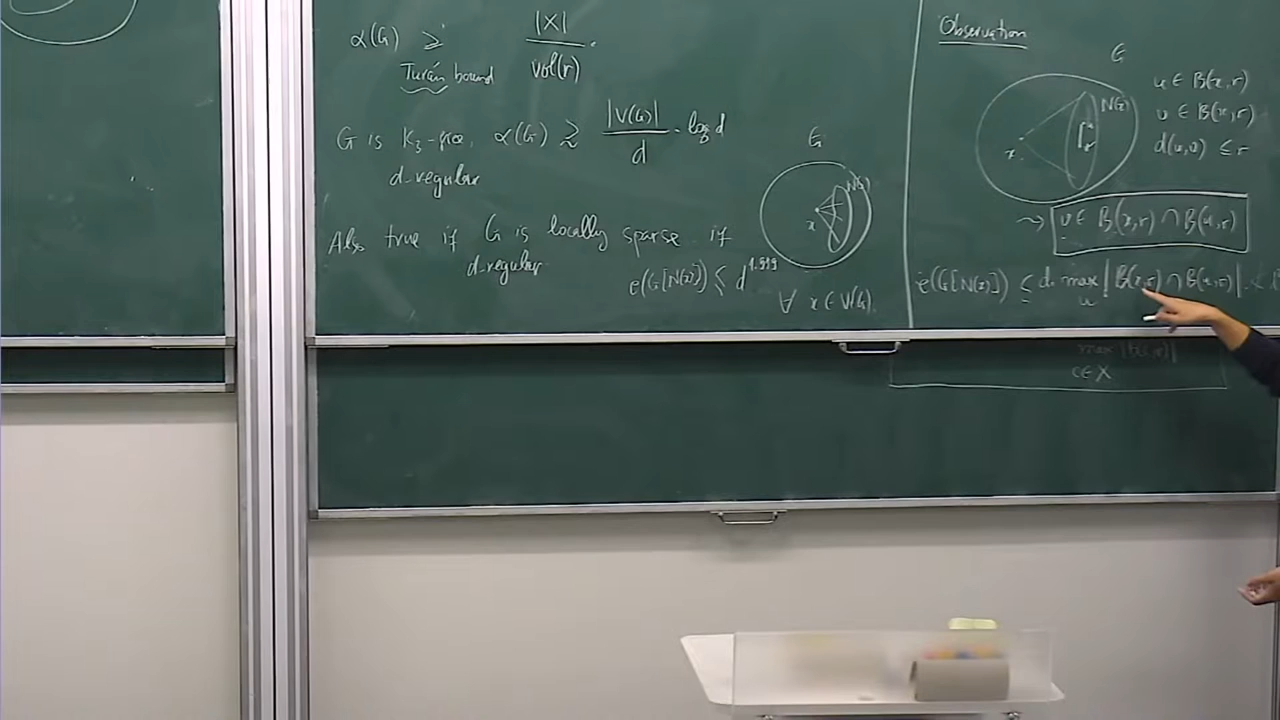 α(G) ≥ |X| / vol(r).
Turán bound
G is K₃-free, α(G) ≳ |V(G)| / d · log d
d-regular
Also true if G is locally sparse if
d-regular
e(G[N(x)]) ≤ d^1.999
∀ x ∈ V(G).
G
N(x)
x
Observation
G
N(x)
x
u ∈ B(x,r)
v ∈ B(x,r)
d(u,v) ≤ r
⇝ v ∈ B(x,r) ∩ B(u,r)
e(G[N(x)]) ≤ d. max |B(x,r) ∩ B(u,r)|
u
c∈X